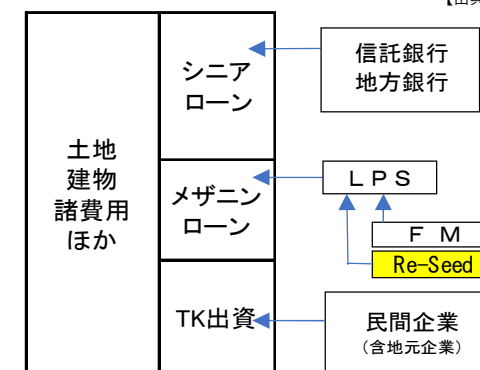 【出典
土地
建物
諸費用
ほか
シニア
ローン
信託銀行
地方銀行
メザニン
ローン
ＬＰＳ
ＦＭ
Re-Seed
TK出資
民間企業
（含地元企業）